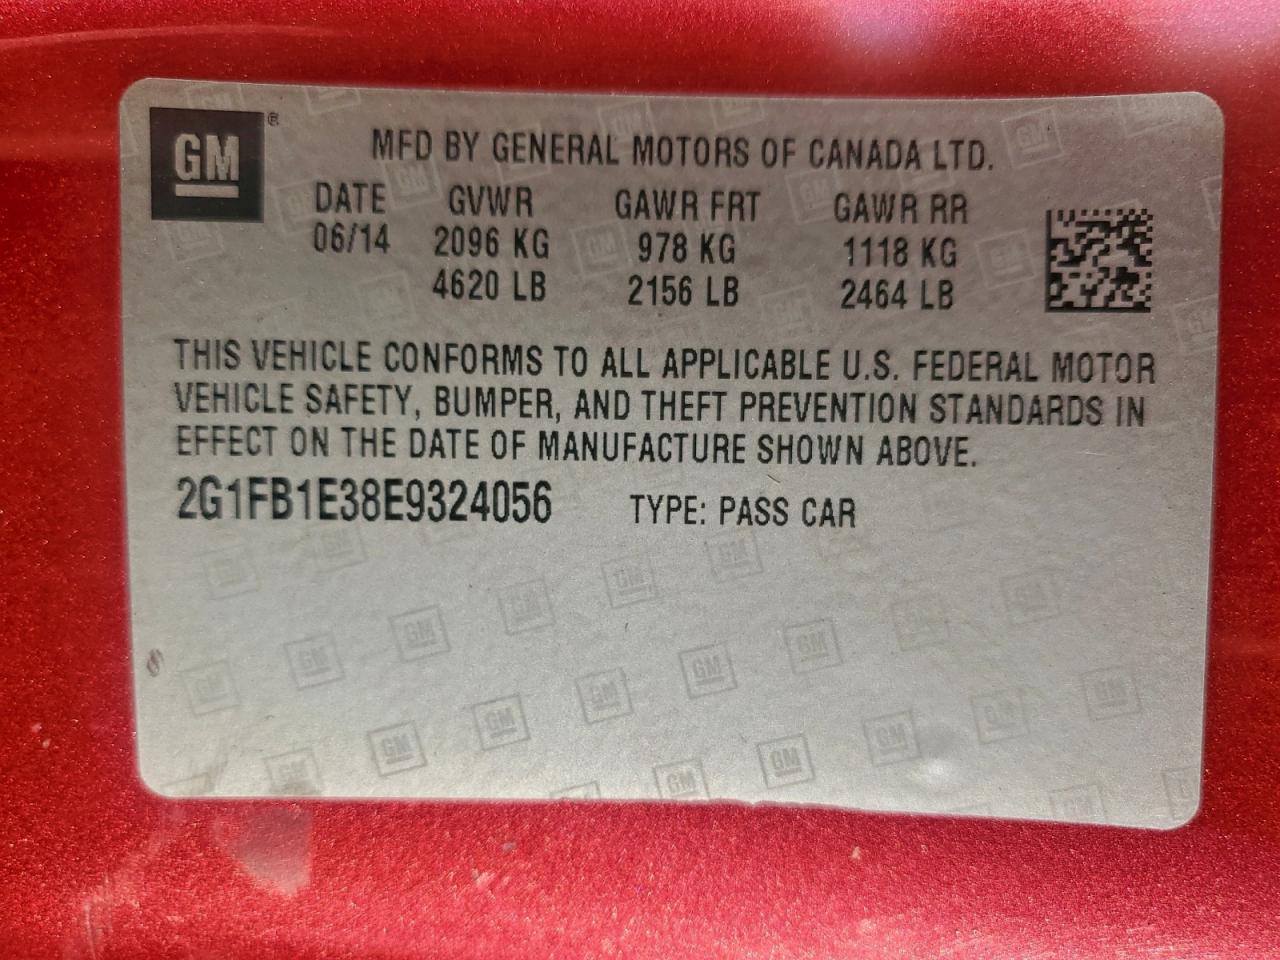 GM®
MFD BY GENERAL MOTORS OF CANADA LTD.
DATE GVWR GAWR FRT GAWR RR
06/14 2096 KG 978 KG 1118 KG
4620 LB 2156 LB 2464 LB
THIS VEHICLE CONFORMS TO ALL APPLICABLE U.S. FEDERAL MOTOR
VEHICLE SAFETY, BUMPER, AND THEFT PREVENTION STANDARDS IN
EFFECT ON THE DATE OF MANUFACTURE SHOWN ABOVE.
2G1FB1E38E9324056 TYPE: PASS CAR